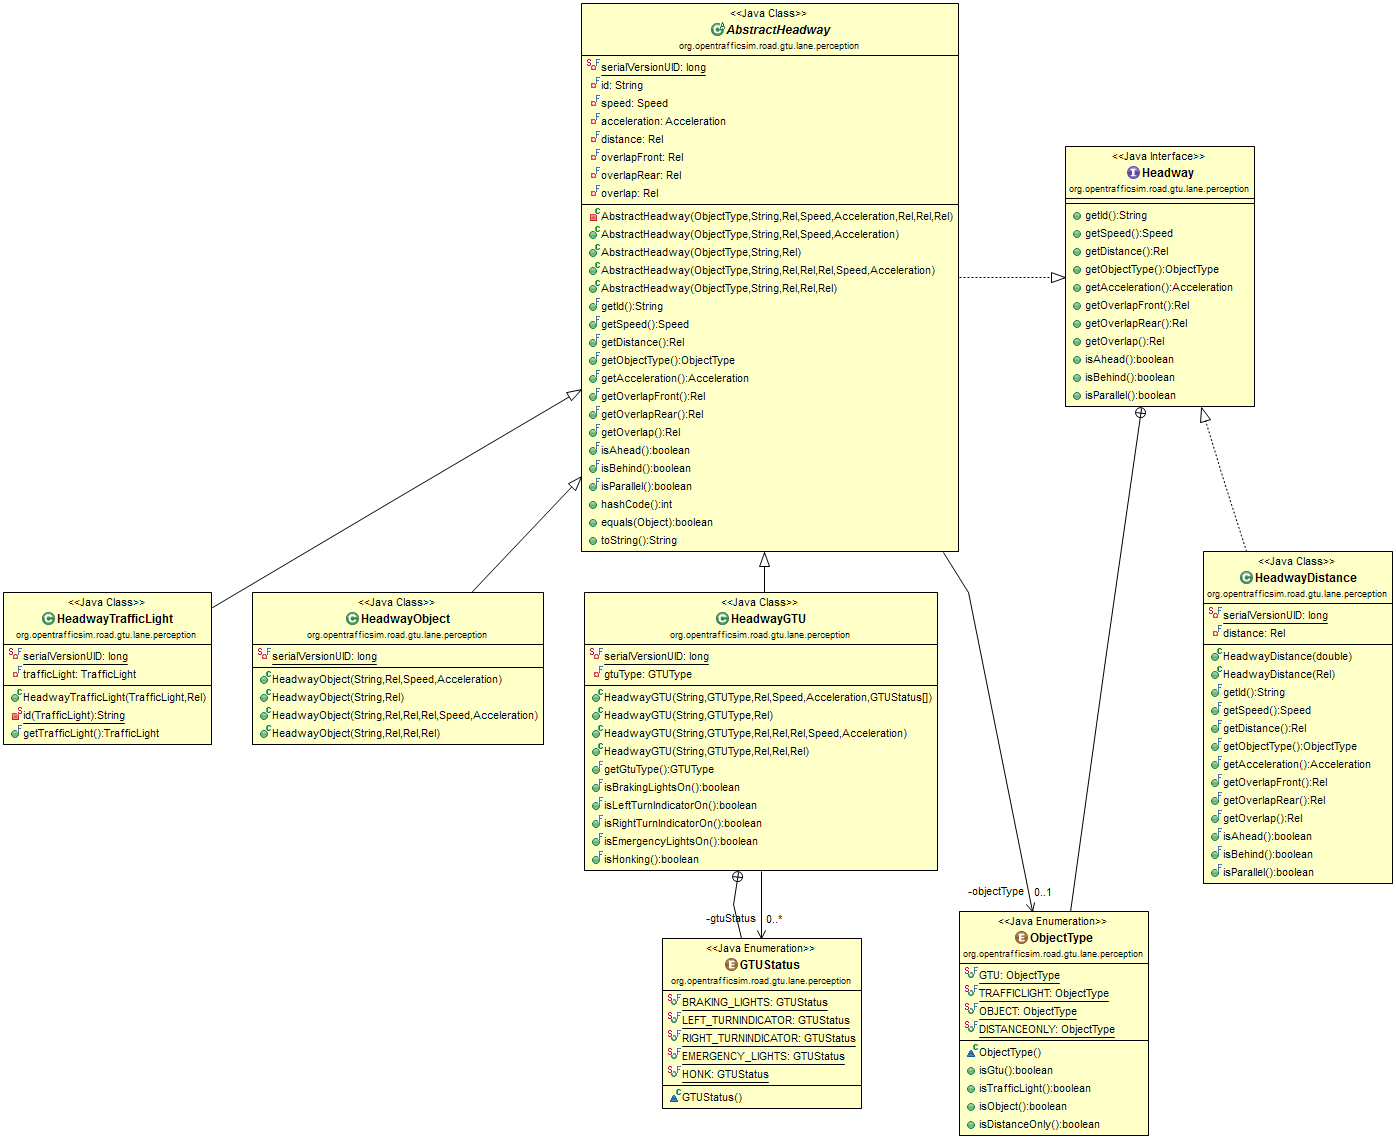 <<Java Class>>
AbstractHeadway
org.opentrafficsim.road.gtu.lane.perception
serialVersionUID: long
id: String
speed: Speed
acceleration: Acceleration
distance: Rel
overlapFront: Rel
overlapRear: Rel
overlap: Rel
AbstractHeadway(ObjectType,String,Rel,Speed,Acceleration,Rel,Rel,Rel)
AbstractHeadway(ObjectType,String,Rel,Speed,Acceleration)
AbstractHeadway(ObjectType,String,Rel)
AbstractHeadway(ObjectType,String,Rel,Rel,Rel,Speed,Acceleration)
AbstractHeadway(ObjectType,String,Rel,Rel,Rel)
getId():String
getSpeed():Speed
getDistance():Rel
getObjectType():ObjectType
getAcceleration():Acceleration
getOverlapFront():Rel
getOverlapRear():Rel
getOverlap():Rel
isAhead():boolean
isBehind():boolean
isParallel():boolean
hashCode():int
equals(Object):boolean
toString():String
<<Java Interface>>
Headway
org.opentrafficsim.road.gtu.lane.perception
getId():String
getSpeed():Speed
getDistance():Rel
getObjectType():ObjectType
getAcceleration():Acceleration
getOverlapFront():Rel
getOverlapRear():Rel
getOverlap():Rel
isAhead():boolean
isBehind():boolean
isParallel():boolean
<<Java Class>>
HeadwayTrafficLight
org.opentrafficsim.road.gtu.lane.perception
serialVersionUID: long
trafficLight: TrafficLight
HeadwayTrafficLight(TrafficLight,Rel)
id(TrafficLight):String
getTrafficLight():TrafficLight
<<Java Class>>
HeadwayObject
org.opentrafficsim.road.gtu.lane.perception
serialVersionUID: long
HeadwayObject(String,Rel,Speed,Acceleration)
HeadwayObject(String,Rel)
HeadwayObject(String,Rel,Rel,Rel,Speed,Acceleration)
HeadwayObject(String,Rel,Rel,Rel)
<<Java Class>>
HeadwayGTU
org.opentrafficsim.road.gtu.lane.perception
serialVersionUID: long
gtuType: GTUType
HeadwayGTU(String,GTUType,Rel,Speed,Acceleration,GTUStatus[])
HeadwayGTU(String,GTUType,Rel)
HeadwayGTU(String,GTUType,Rel,Rel,Rel,Speed,Acceleration)
HeadwayGTU(String,GTUType,Rel,Rel,Rel)
getGtuType():GTUType
isBrakingLightsOn():boolean
isLeftTurnIndicatorOn():boolean
isRightTurnIndicatorOn():boolean
isEmergencyLightsOn():boolean
isHonking():boolean
<<Java Class>>
HeadwayDistance
org.opentrafficsim.road.gtu.lane.perception
serialVersionUID: long
distance: Rel
HeadwayDistance(double)
HeadwayDistance(Rel)
getId():String
getSpeed():Speed
getDistance():Rel
getObjectType():ObjectType
getAcceleration():Acceleration
getOverlapFront():Rel
getOverlapRear():Rel
getOverlap():Rel
isAhead():boolean
isBehind():boolean
isParallel():boolean
-gtuStatus 0..*
-objectType 0..1
<<Java Enumeration>>
GTUStatus
org.opentrafficsim.road.gtu.lane.perception
BRAKING_LIGHTS: GTUStatus
LEFT_TURNINDICATOR: GTUStatus
RIGHT_TURNINDICATOR: GTUStatus
EMERGENCY_LIGHTS: GTUStatus
HONK: GTUStatus
GTUStatus()
<<Java Enumeration>>
ObjectType
org.opentrafficsim.road.gtu.lane.perception
GTU: ObjectType
TRAFFICLIGHT: ObjectType
OBJECT: ObjectType
DISTANCEONLY: ObjectType
ObjectType()
isGtu():boolean
isTrafficLight():boolean
isObject():boolean
isDistanceOnly():boolean